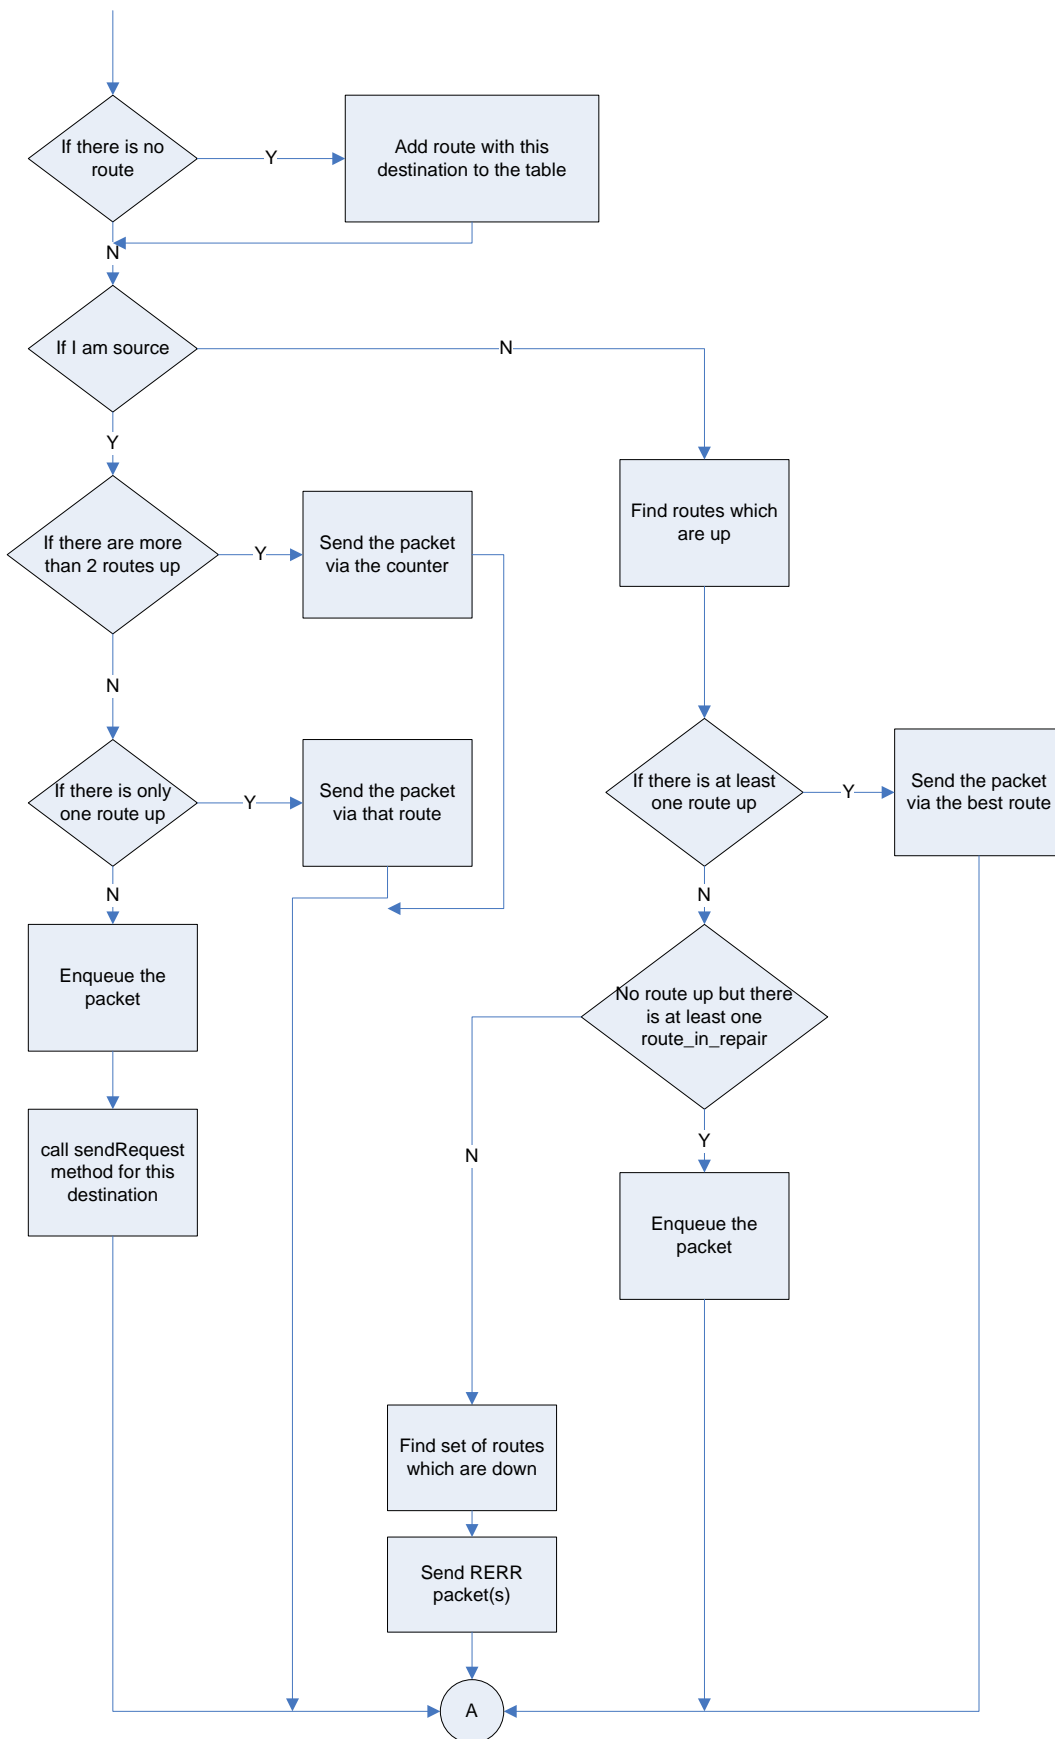 If there is no
route
Y
Add route with this
destination to the table
N
If I am source
N
Y
If there are more
than 2 routes up
Y
Send the packet
via the counter
Find routes which
are up
N
If there is only
one route up
Y
Send the packet
via that route
If there is at least
one route up
Y
Send the packet
via the best route
N
N
Enqueue the
packet
No route up but there
is at least one
route_in_repair
call sendRequest
method for this
destination
N
Y
Enqueue the
packet
Find set of routes
which are down
Send RERR
packet(s)
A